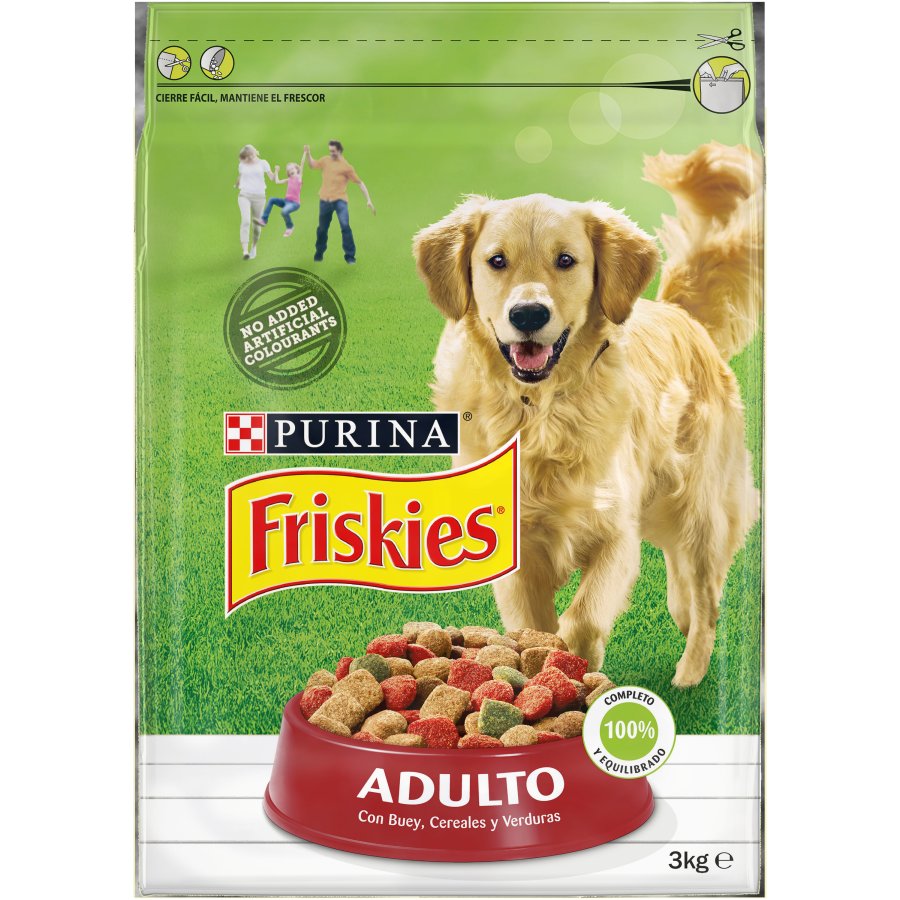 CIERRE FÁCIL, MANTIENE EL FRESCOR
NO ADDED
ARTIFICIAL
COLOURANTS
PURINA®
Friskies®
COMPLETO
100%
Y EQUILIBRADO
ADULTO
Con Buey, Cereales y Verduras
3kg ℮